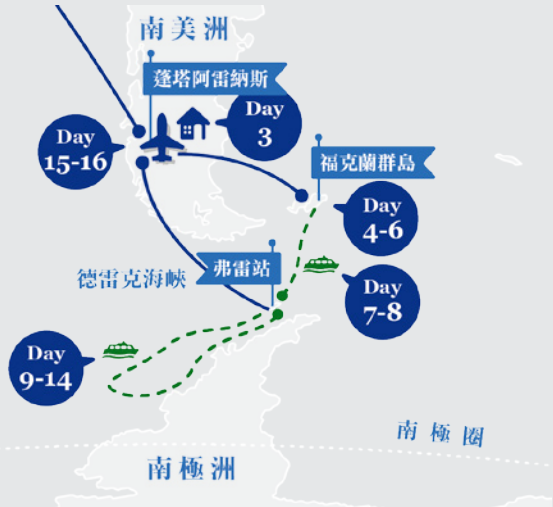 南美洲
蓬塔阿雷納斯
Day
3
Day
15-16
福克蘭群島
Day
4-6
弗雷站
德雷克海峽
Day
7-8
Day
9-14
南極圈
南極洲